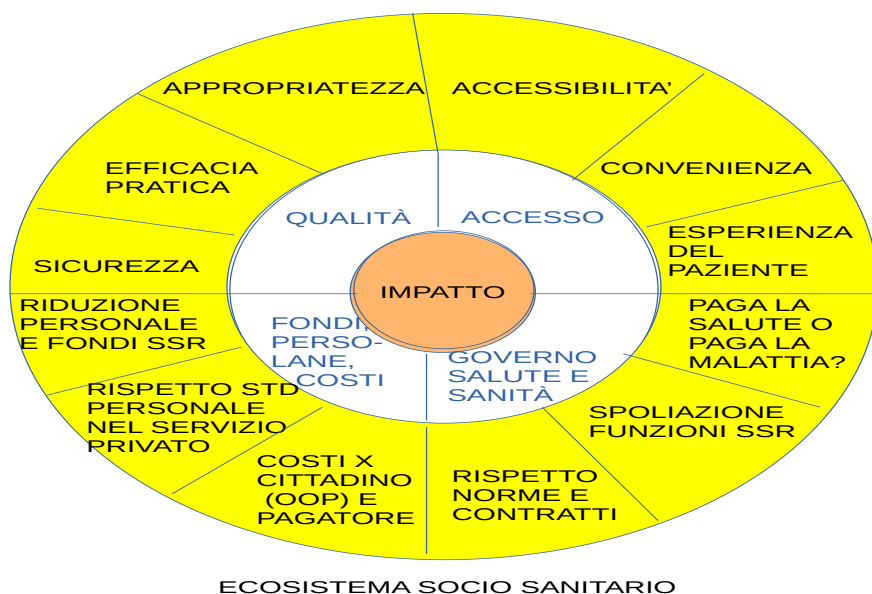 APPROPRIATEZZA
ACCESSIBILITA'
EFFICACIA
PRATICA
CONVENIENZA
QUALITÀ
ACCESSO
ESPERIENZA
DEL
PAZIENTE
SICUREZZA
IMPATTO
RIDUZIONE
PERSONALE
E FONDI SSR
FONDI,
PERSO-
LANE,
COSTI
GOVERNO
SALUTE E
SANITÀ
PAGA LA
SALUTE O
PAGA LA
MALATTIA?
RISPETTO STD
PERSONALE
NEL SERVIZIO
PRIVATO
SPOLIAZIONE
FUNZIONI SSR
COSTI X
CITTADINO
(OOP) E
PAGATORE
RISPETTO
NORME E
CONTRATTI
ECOSISTEMA SOCIO SANITARIO